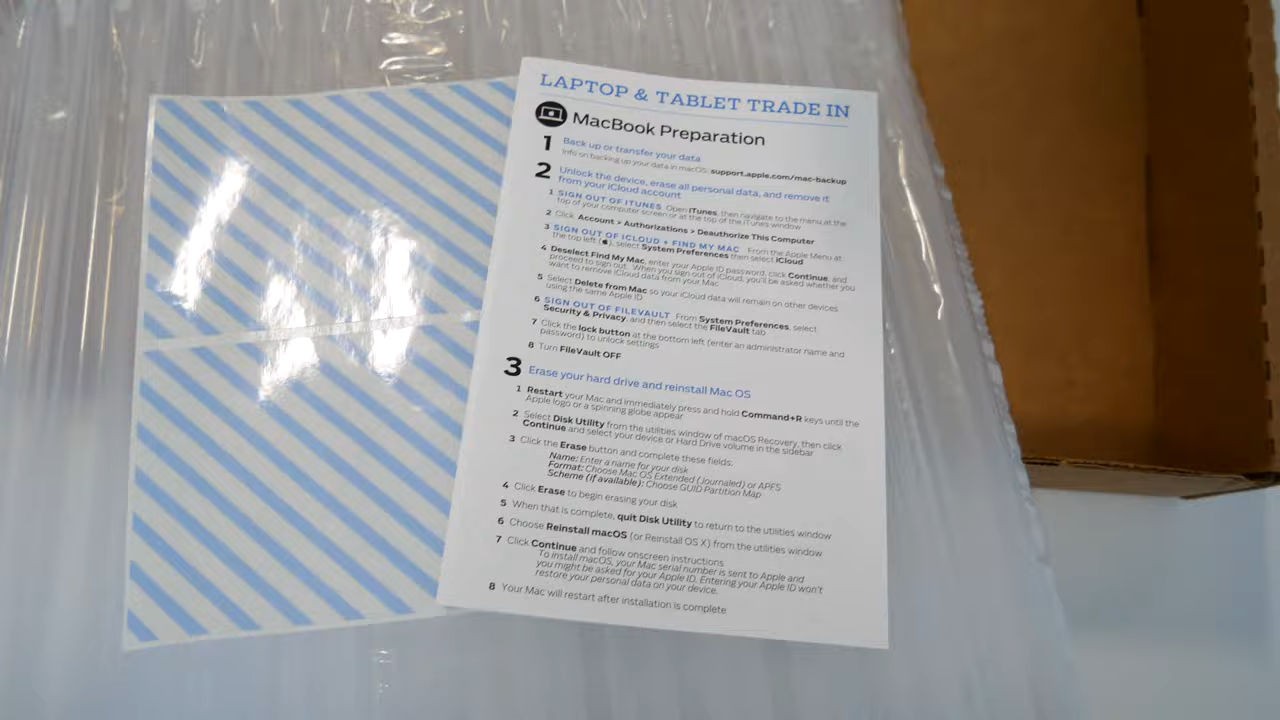 LAPTOP & TABLET TRADE IN
MacBook Preparation
1 Back up or transfer your data
Info on backing up your data in macOS: support.apple.com/mac-backup
2 Unlock the device, erase all personal data, and remove it
from your iCloud account
1 SIGN OUT OF ITUNES Open iTunes, then navigate to the menu at the
top of your computer screen or at the top of the iTunes window
2 Click Account > Authorizations > Deauthorize This Computer
3 SIGN OUT OF ICLOUD + FIND MY MAC From the Apple Menu at
the top left (), select System Preferences then select iCloud
4 Deselect Find My Mac, enter your Apple ID password, click Continue, and
proceed to sign out. When you sign out of iCloud, you'll be asked whether you
want to remove iCloud data from your Mac
5 Select Delete from Mac so your iCloud data will remain on other devices
using the same Apple ID
6 SIGN OUT OF FILEVAULT From System Preferences, select
Security & Privacy, and then select the FileVault tab
7 Click the lock button at the bottom left (enter an administrator name and
password) to unlock settings
8 Turn FileVault OFF
3 Erase your hard drive and reinstall Mac OS
1 Restart your Mac and immediately press and hold Command+R keys until the
Apple logo or a spinning globe appear
2 Select Disk Utility from the utilities window of macOS Recovery, then click
Continue and select your device or Hard Drive volume in the sidebar
3 Click the Erase button and complete these fields:
Name: Enter a name for your disk
Format: Choose Mac OS Extended (Journaled) or APFS
Scheme (if available): Choose GUID Partition Map
4 Click Erase to begin erasing your disk
5 When that is complete, quit Disk Utility to return to the utilities window
6 Choose Reinstall macOS (or Reinstall OS X) from the utilities window
7 Click Continue and follow onscreen instructions
To install macOS, your Mac serial number is sent to Apple and
you might be asked for your Apple ID. Entering your Apple ID won't
restore your personal data on your device.
8 Your Mac will restart after installation is complete